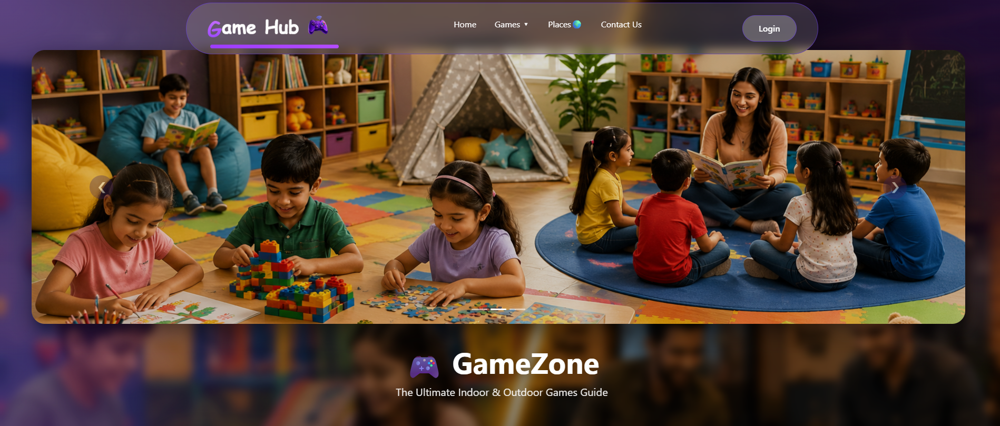 Game Hub 🎮
Home
Games ▼
Places🌍
Contact Us
Login
GameZone
The Ultimate Indoor & Outdoor Games Guide